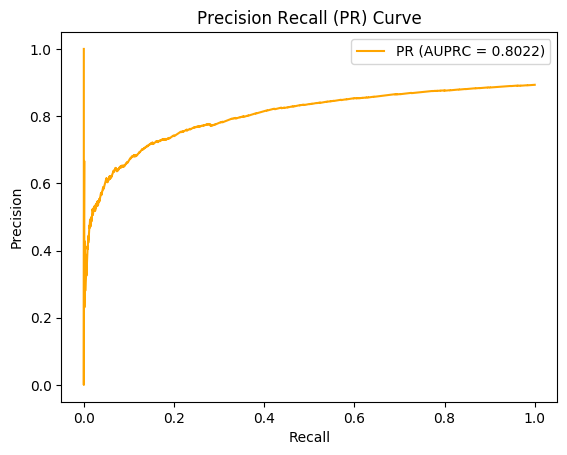 Precision Recall (PR) Curve
PR (AUPRC = 0.8022)
1.0
0.8
0.6
0.4
0.2
0.0
Precision
0.0 0.2 0.4 0.6 0.8 1.0
Recall